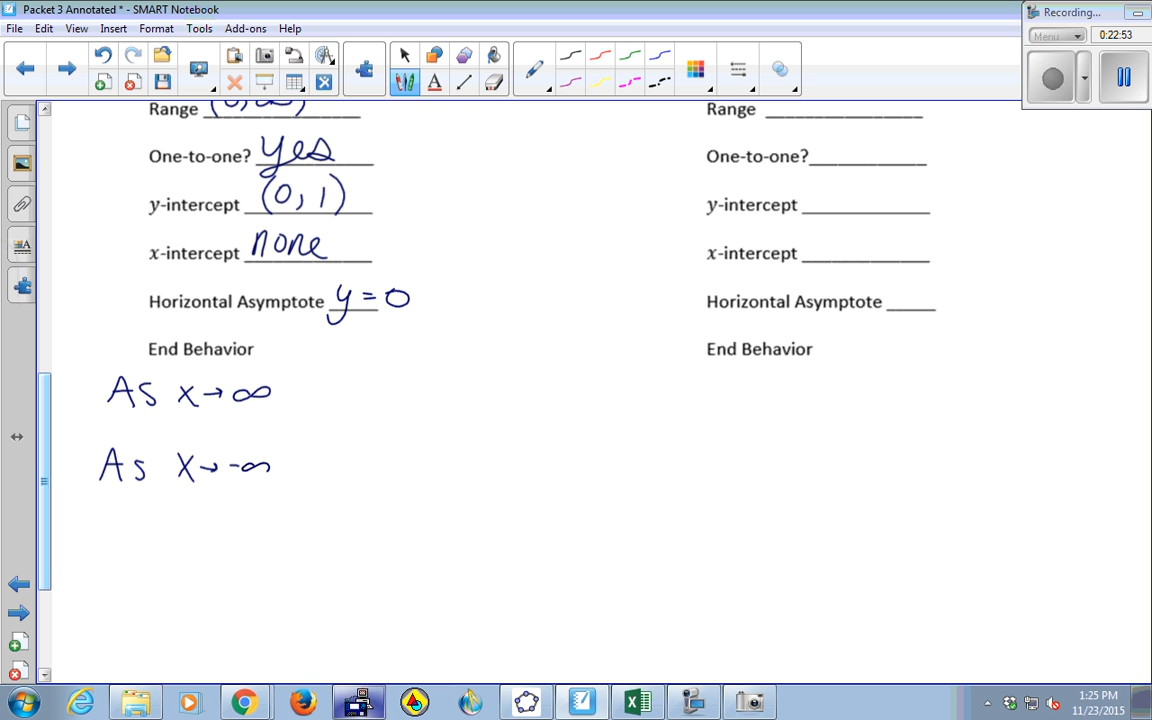 Packet 3 Annotated * - SMART Notebook
Recording...
File Edit View Insert Format Tools Add-ons Help
Menu
0:22:53
Range (0, ∞)
One-to-one? yes
y-intercept (0, 1)
x-intercept none
Horizontal Asymptote y = 0
End Behavior
As x → ∞
As x → -∞
Range
One-to-one?
y-intercept
x-intercept
Horizontal Asymptote
End Behavior
1:25 PM
11/23/2015